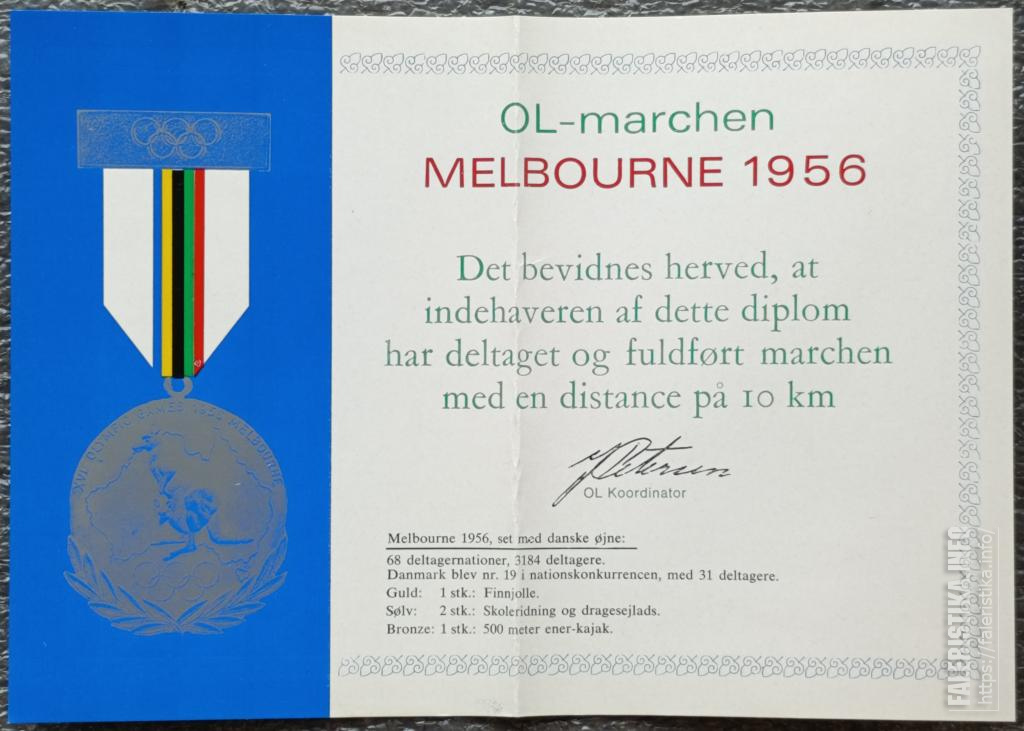 XVI OLYMPIC GAMES 1956 MELBOURNE
OL-marchen
MELBOURNE 1956
Det bevidnes herved, at
indehaveren af dette diplom
har deltaget og fuldført marchen
med en distance på 10 km
J Petersen
OL Koordinator
Melbourne 1956, set med danske øjne:
68 deltagernationer, 3184 deltagere.
Danmark blev nr. 19 i nationskonkurrencen, med 31 deltagere.
Guld: 1 stk.: Finnjolle.
Sølv: 2 stk.: Skoleridning og dragesejlads.
Bronze: 1 stk.: 500 meter ener-kajak.
FALERISTIKA.INFO
https://faleristika.info/